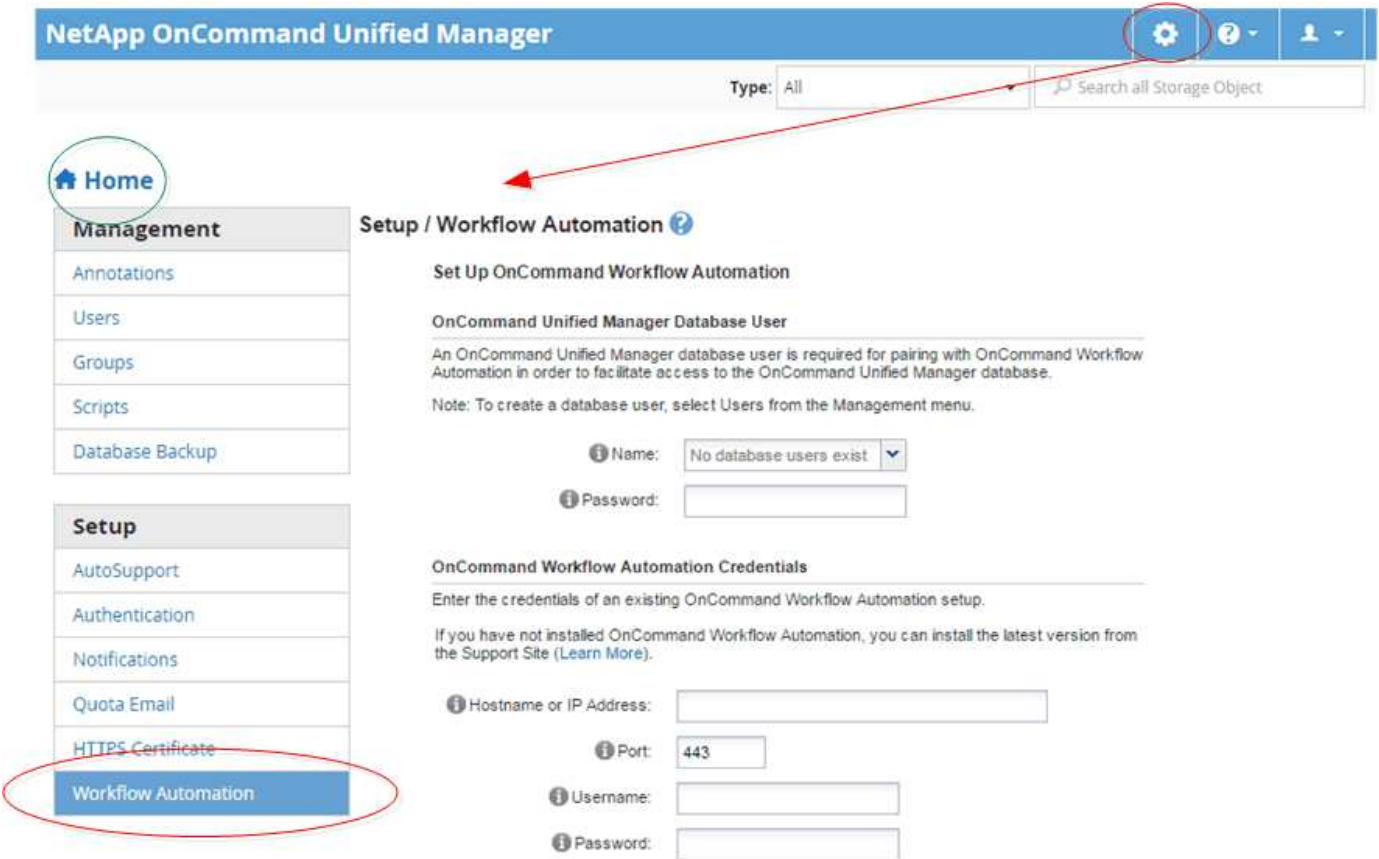 NetApp OnCommand Unified Manager
Type: All
Search all Storage Object
Home
Management
Annotations
Users
Groups
Scripts
Database Backup
Setup
AutoSupport
Authentication
Notifications
Quota Email
HTTPS Certificate
Workflow Automation
Setup / Workflow Automation
Set Up OnCommand Workflow Automation
OnCommand Unified Manager Database User
An OnCommand Unified Manager database user is required for pairing with OnCommand Workflow
Automation in order to facilitate access to the OnCommand Unified Manager database.
Note: To create a database user, select Users from the Management menu.
Name: No database users exist
Password:
OnCommand Workflow Automation Credentials
Enter the credentials of an existing OnCommand Workflow Automation setup.
If you have not installed OnCommand Workflow Automation, you can install the latest version from
the Support Site (Learn More).
Hostname or IP Address:
Port: 443
Username:
Password: